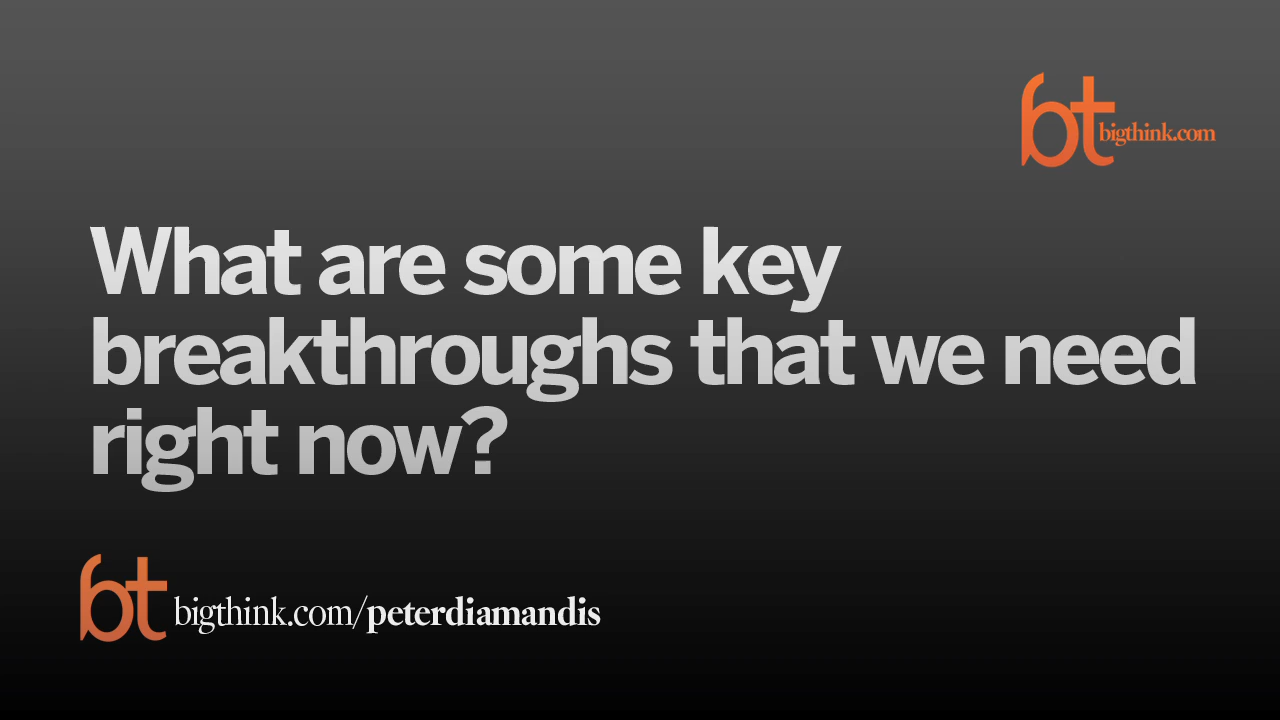 bt bigthink.com
What are some key
breakthroughs that we need
right now?
bt bigthink.com/peterdiamandis